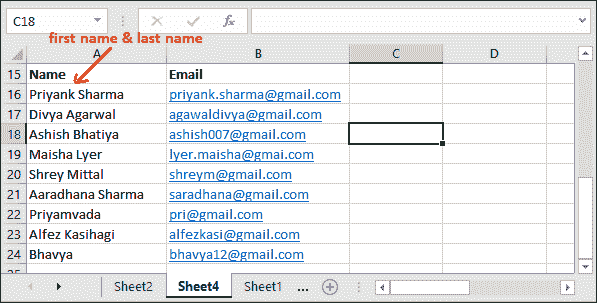 C18
fx
first name & last name
A B C D
15 Name Email
16 Priyank Sharma priyank.sharma@gmail.com
17 Divya Agarwal agawaldivya@gmail.com
18 Ashish Bhatiya ashish007@gmail.com
19 Maisha Lyer lyer.maisha@gmai.com
20 Shrey Mittal shreym@gmail.com
21 Aaradhana Sharma saradhana@gmail.com
22 Priyamvada pri@gmail.com
23 Alfez Kasihagi alfezkasi@gmail.com
24 Bhavya bhavya12@gmail.com
25
Sheet2 Sheet4 Sheet1 ...